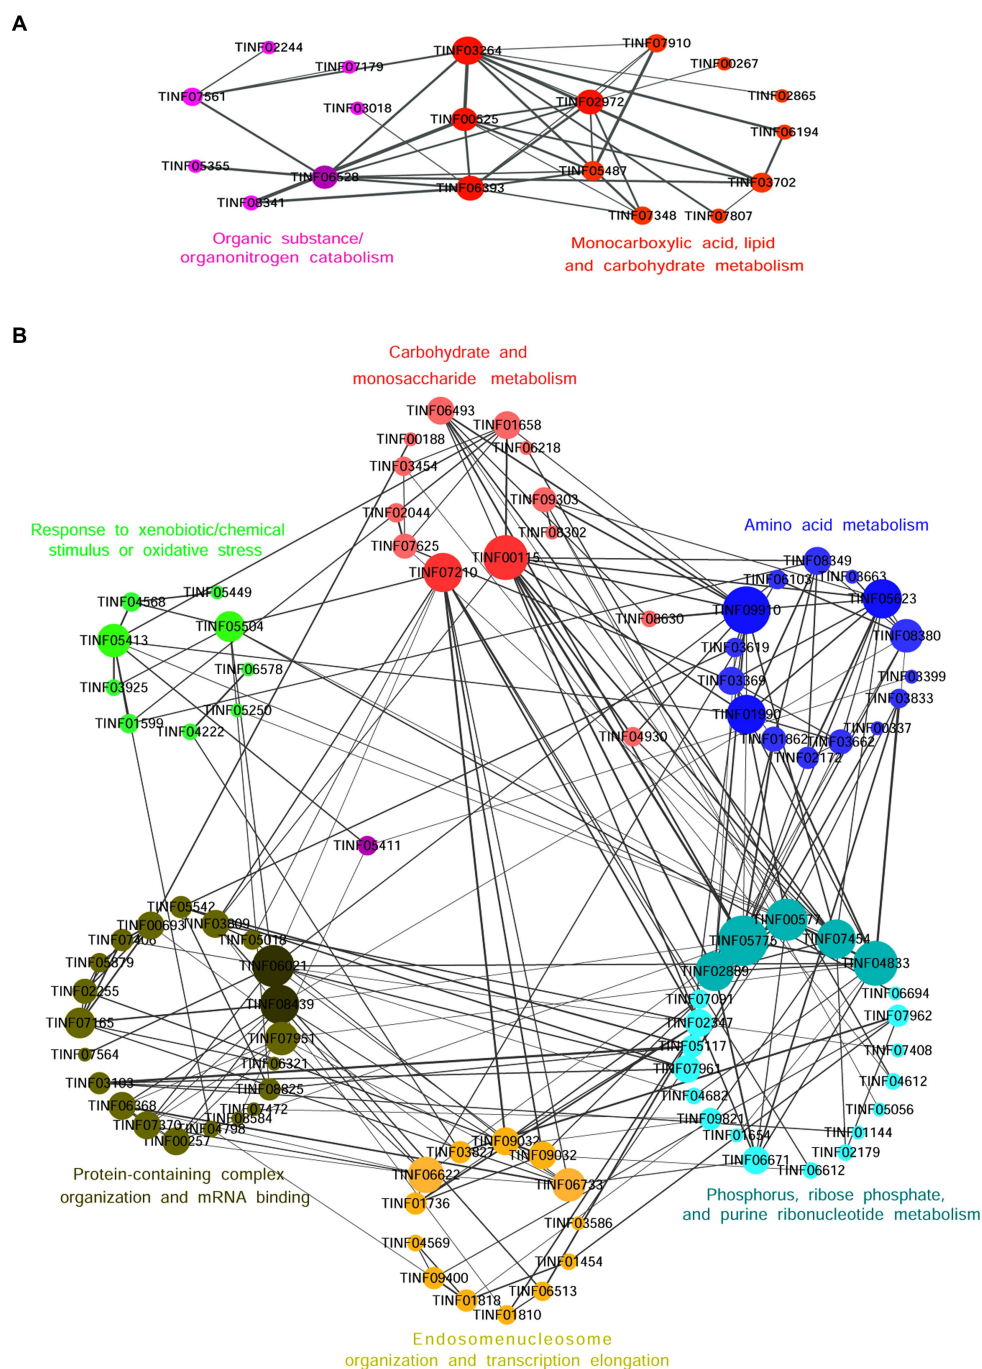 A
TINF02244
TINF03264
TINF07910
TINF07179
TINF00267
TINF07561
TINF03018
TINF02972
TINF02865
TINF00525
TINF06194
TINF05355
TINF06528
TINF05487
TINF08341
TINF06393
TINF03702
TINF07348
TINF07807
Organic substance/
organonitrogen catabolism
Monocarboxylic acid, lipid
and carbohydrate metabolism
B
Carbohydrate and
monosaccharide metabolism
TINF06493
TINF01658
TINF00188
TINF06218
TINF03454
TINF09303
TINF02044
TINF08302
TINF07625
TINF00115
TINF07210
TINF08630
TINF04930
Response to xenobiotic/chemical
stimulus or oxidative stress
TINF05449
TINF04568
TINF05413
TINF05504
TINF06578
TINF03925
TINF05250
TINF01599
TINF04222
Amino acid metabolism
TINF08349
TINF06103
TINF03663
TINF09910
TINF05623
TINF08380
TINF03619
TINF03369
TINF03399
TINF03833
TINF01990
TINF00337
TINF01862
TINF03662
TINF02172
TINF05411
TINF05542
TINF00693
TINF03809
TINF07406
TINF05018
TINF05879
TINF06021
TINF02255
TINF08439
TINF07165
TINF07951
TINF07564
TINF06321
TINF03103
TINF08825
TINF06368
TINF07472
TINF08584
TINF07370
TINF04798
TINF00257
Protein-containing complex
organization and mRNA binding
TINF00577
TINF05775
TINF07454
TINF02889
TINF04833
TINF07091
TINF06694
TINF02347
TINF07962
TINF05117
TINF07408
TINF07961
TINF04612
TINF04682
TINF05056
TINF09821
TINF01654
TINF01144
TINF02179
TINF06671
TINF06612
Phosphorus, ribose phosphate,
and purine ribonucleotide metabolism
TINF09032
TINF03827
TINF09032
TINF06622
TINF06733
TINF01736
TINF03586
TINF04569
TINF01454
TINF09400
TINF06513
TINF01818
TINF01810
Endosomenucleosome
organization and transcription elongation